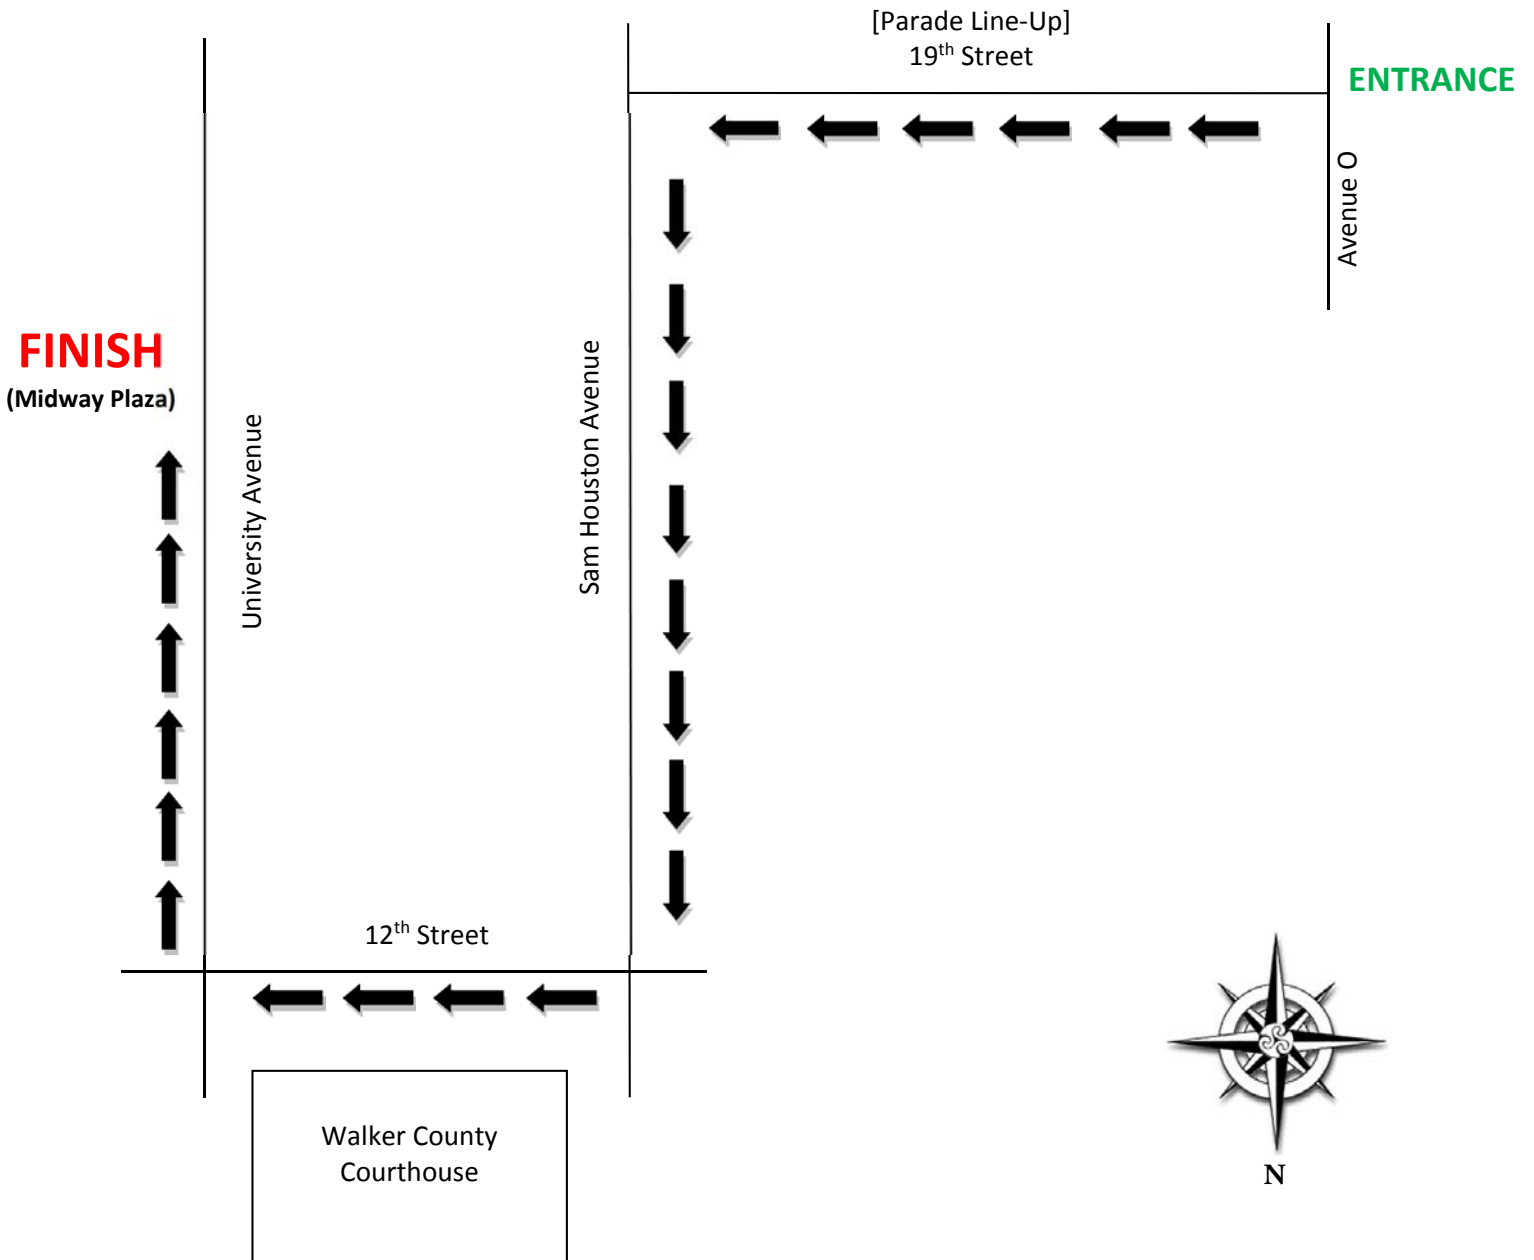 [Parade Line-Up]
19th Street
ENTRANCE
Avenue O
FINISH
(Midway Plaza)
University Avenue
Sam Houston Avenue
12th Street
Walker County
Courthouse
N